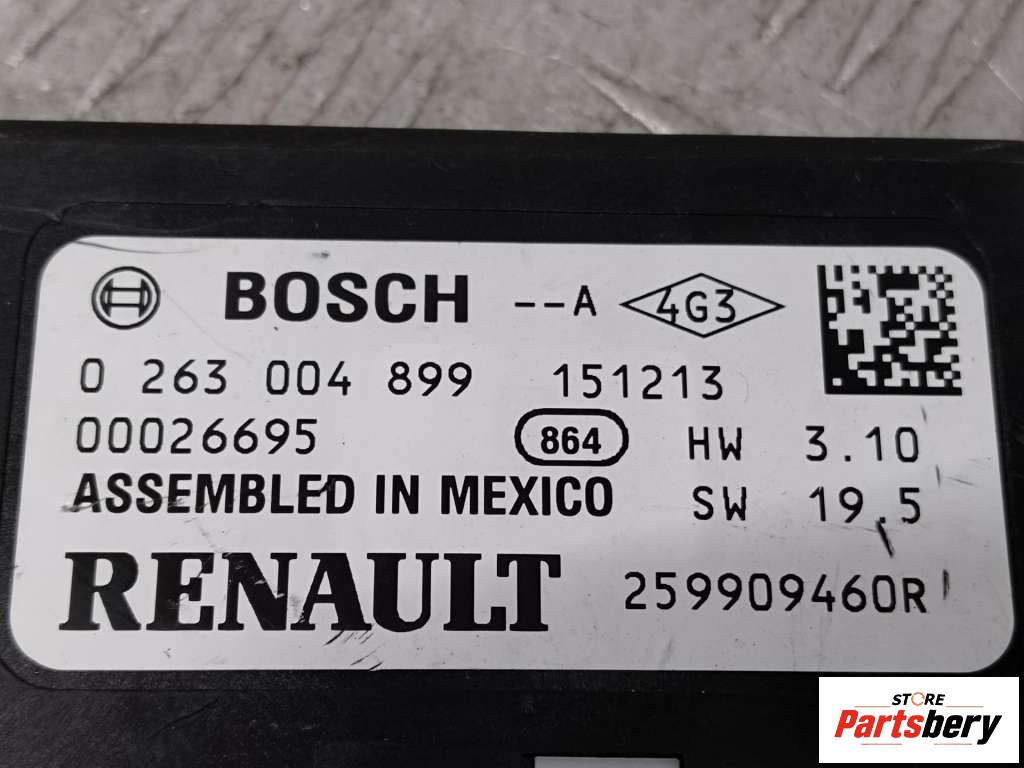 BOSCH --A 4G3
0 263 004 899 151213
00026695 864 HW 3.10
ASSEMBLED IN MEXICO SW 19.5
RENAULT 259909460R
STORE
Partsbery